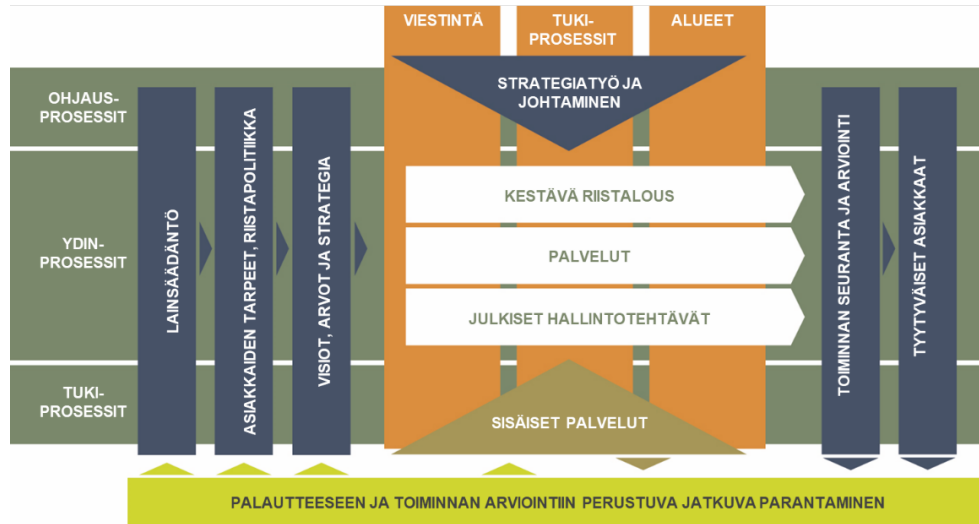 VIESTINTÄ
TUKI-
PROSESSIT
ALUEET
STRATEGIATYÖ JA
JOHTAMINEN
OHJAUS-
PROSESSIT
YDIN-
PROSESSIT
TUKI-
PROSESSIT
LAINSÄÄDÄNTÖ
ASIAKKAIDEN TARPEET, RIISTAPOLITIIKKA
VISIOT, ARVOT JA STRATEGIA
KESTÄVÄ RIISTALOUS
PALVELUT
JULKISET HALLINTOTEHTÄVÄT
SISÄISET PALVELUT
TOIMINNAN SEURANTA JA ARVIOINTI
TYYTYVÄISET ASIAKKAAT
PALAUTTEESEEN JA TOIMINNAN ARVIOINTIIN PERUSTUVA JATKUVA PARANTAMINEN